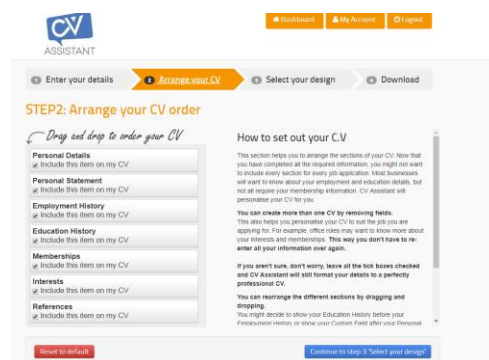 CV
ASSISTANT
Dashboard
My Account
Logout
1 Enter your details
2 Arrange your CV
3 Select your design
4 Download
STEP2: Arrange your CV order
Drag and drop to order your CV
Personal Details
Include this item on my CV
Personal Statement
Include this item on my CV
Employment History
Include this item on my CV
Education History
Include this item on my CV
Memberships
Include this item on my CV
Interests
Include this item on my CV
References
Include this item on my CV
How to set out your C.V
This section helps you to arrange the sections of your CV. Now that
you have completed all the required information, you might not want
to include every section for every job application. Most businesses
will want to know about your employment and education details, but
not all require your membership information. CV Assistant will
personalise your CV for you.
You can create more than one CV by removing fields.
This also helps you personalise your CV to suit the job you are
applying for. For example, office roles may want to know more about
your interests and memberships. This way you don't have to re-
enter all your information over again.
If you aren't sure, don't worry, leave all the tick boxes checked
and CV Assistant will still format your details to a perfectly
professional CV.
You can rearrange the different sections by dragging and
dropping.
You might decide to show your Education History before your
Employment History or show your Custom Field after your Personal
Reset to default
Continue to step 3 'Select your design'